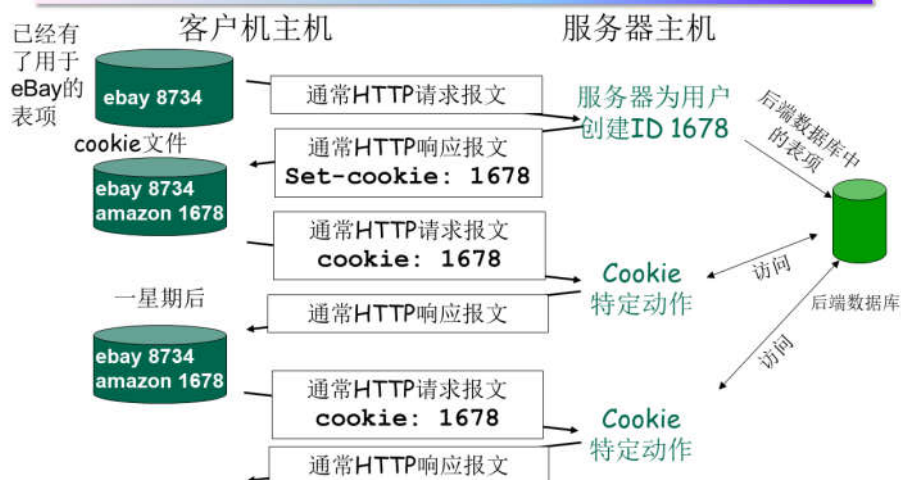 客户机主机
服务器主机
已经有
了用于
eBay的
表项
ebay 8734
通常HTTP请求报文
服务器为用户
创建ID 1678
后端数据库中
的表项
cookie文件
通常HTTP响应报文
Set-cookie: 1678
ebay 8734
amazon 1678
通常HTTP请求报文
cookie: 1678
Cookie
特定动作
访问
后端数据库
一星期后
通常HTTP响应报文
ebay 8734
amazon 1678
访问
通常HTTP请求报文
cookie: 1678
Cookie
特定动作
通常HTTP响应报文